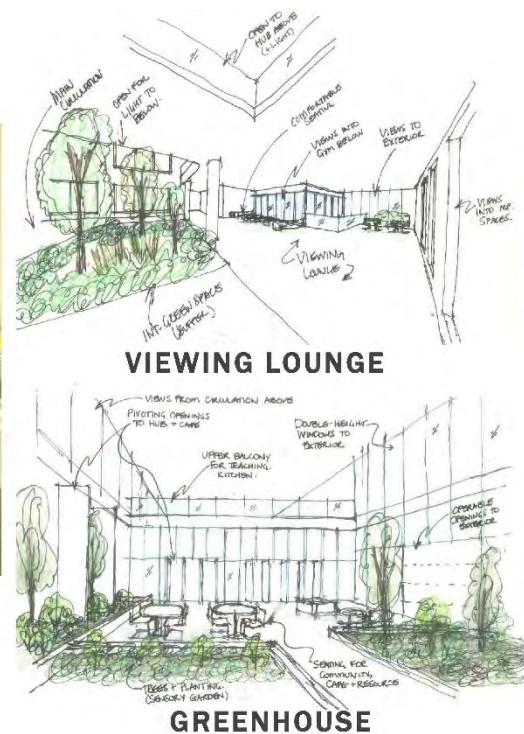 OPEN TO
HUB ABOVE
(+ LIGHT)
MAIN
CIRCULATION
OPEN FOR
LIGHT TO
BELOW
COMFORTABLE
SEATING
VIEWS INTO
GYM BELOW
VIEWS TO
EXTERIOR
VIEWS
INTO MP.
SPACES.
VIEWING
LOUNGE
INT. GREEN SPACE
(BUFFER)
VIEWING LOUNGE
VIEWS FROM CIRCULATION ABOVE
PIVOTING OPENINGS
TO HUB + CAFE
UPPER BALCONY
FOR TEACHING
KITCHEN.
DOUBLE-HEIGHT
WINDOWS TO
EXTERIOR
OPERABLE
OPENINGS TO
EXTERIOR
TREES + PLANTING.
(SENSORY GARDEN)
SEATING FOR
COMMUNITY,
CAFE + RESOURCE
GREENHOUSE